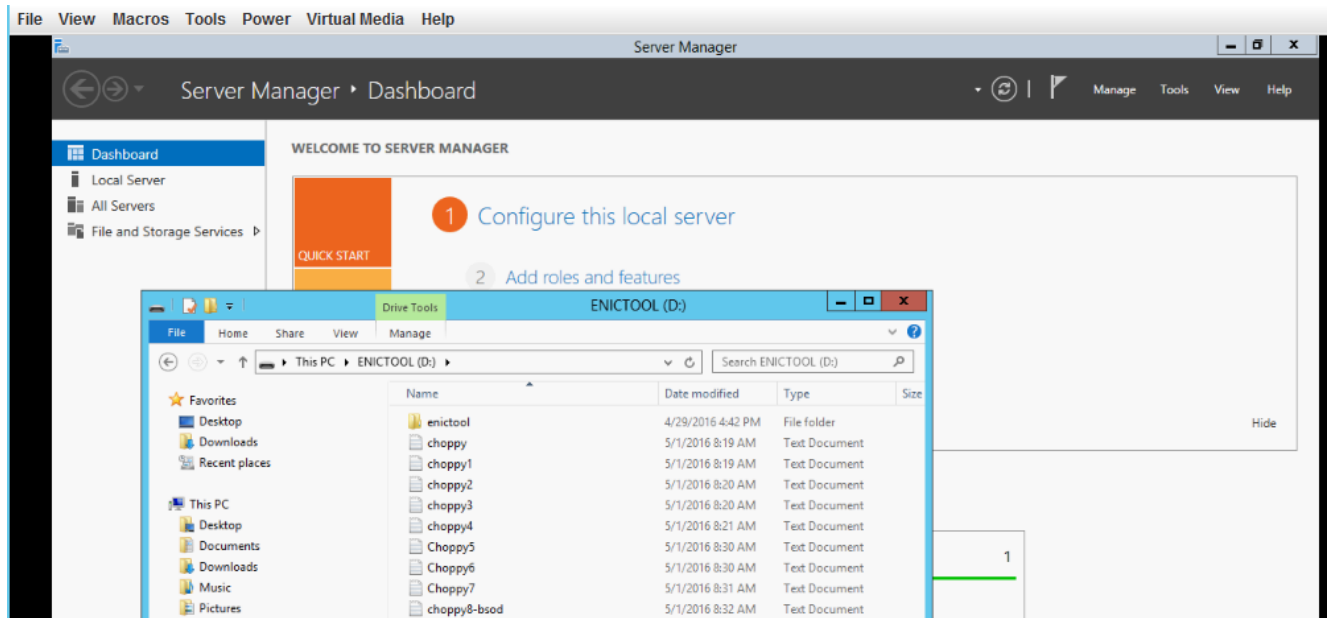 File View Macros Tools Power Virtual Media Help
Server Manager
Server Manager ‣ Dashboard
Manage Tools View Help
Dashboard
Local Server
All Servers
File and Storage Services
WELCOME TO SERVER MANAGER
QUICK START
1 Configure this local server
2 Add roles and features
Hide
1
Drive Tools ENICTOOL (D:)
File Home Share View Manage
This PC ENICTOOL (D:) Search ENICTOOL (D:)
Favorites
Desktop
Downloads
Recent places
This PC
Desktop
Documents
Downloads
Music
Pictures
Name Date modified Type Size
enictool 4/29/2016 4:42 PM File folder
choppy 5/1/2016 8:19 AM Text Document
choppy1 5/1/2016 8:19 AM Text Document
choppy2 5/1/2016 8:20 AM Text Document
choppy3 5/1/2016 8:20 AM Text Document
choppy4 5/1/2016 8:21 AM Text Document
Choppy5 5/1/2016 8:30 AM Text Document
Choppy6 5/1/2016 8:30 AM Text Document
Choppy7 5/1/2016 8:31 AM Text Document
choppy8-bsod 5/1/2016 8:32 AM Text Document